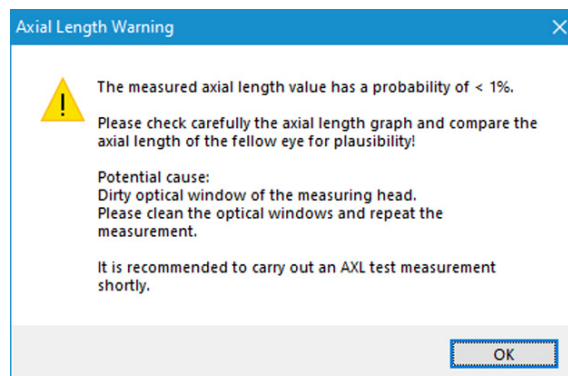 Axial Length Warning
The measured axial length value has a probability of < 1%.
Please check carefully the axial length graph and compare the
axial length of the fellow eye for plausibility!
Potential cause:
Dirty optical window of the measuring head.
Please clean the optical windows and repeat the
measurement.
It is recommended to carry out an AXL test measurement
shortly.
OK